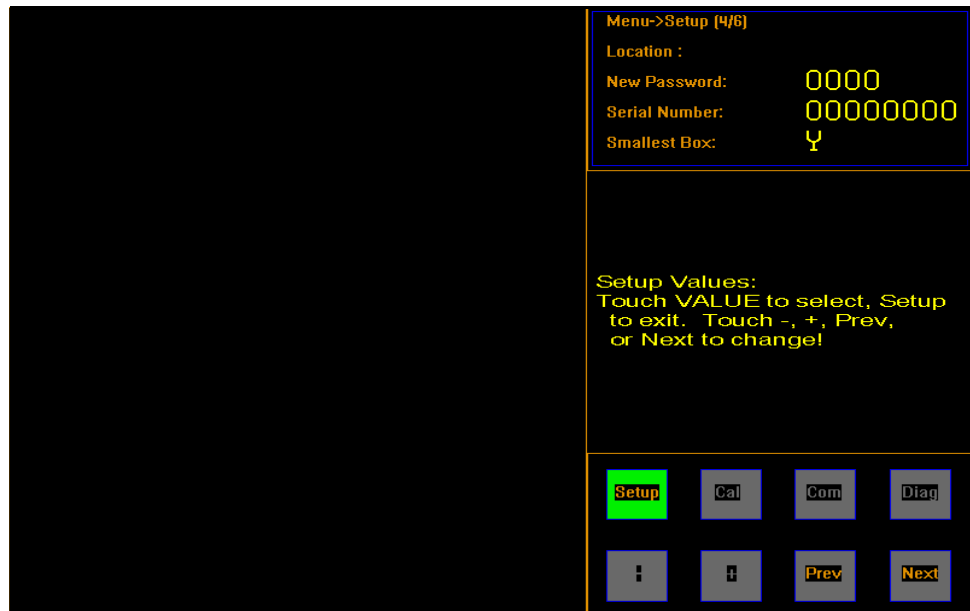 Menu->Setup (4/6)
Location :
New Password: 0000
Serial Number: 00000000
Smallest Box: Y
Setup Values:
Touch VALUE to select, Setup
to exit. Touch -, +, Prev,
or Next to change!
Setup Cal Com Diag
- + Prev Next